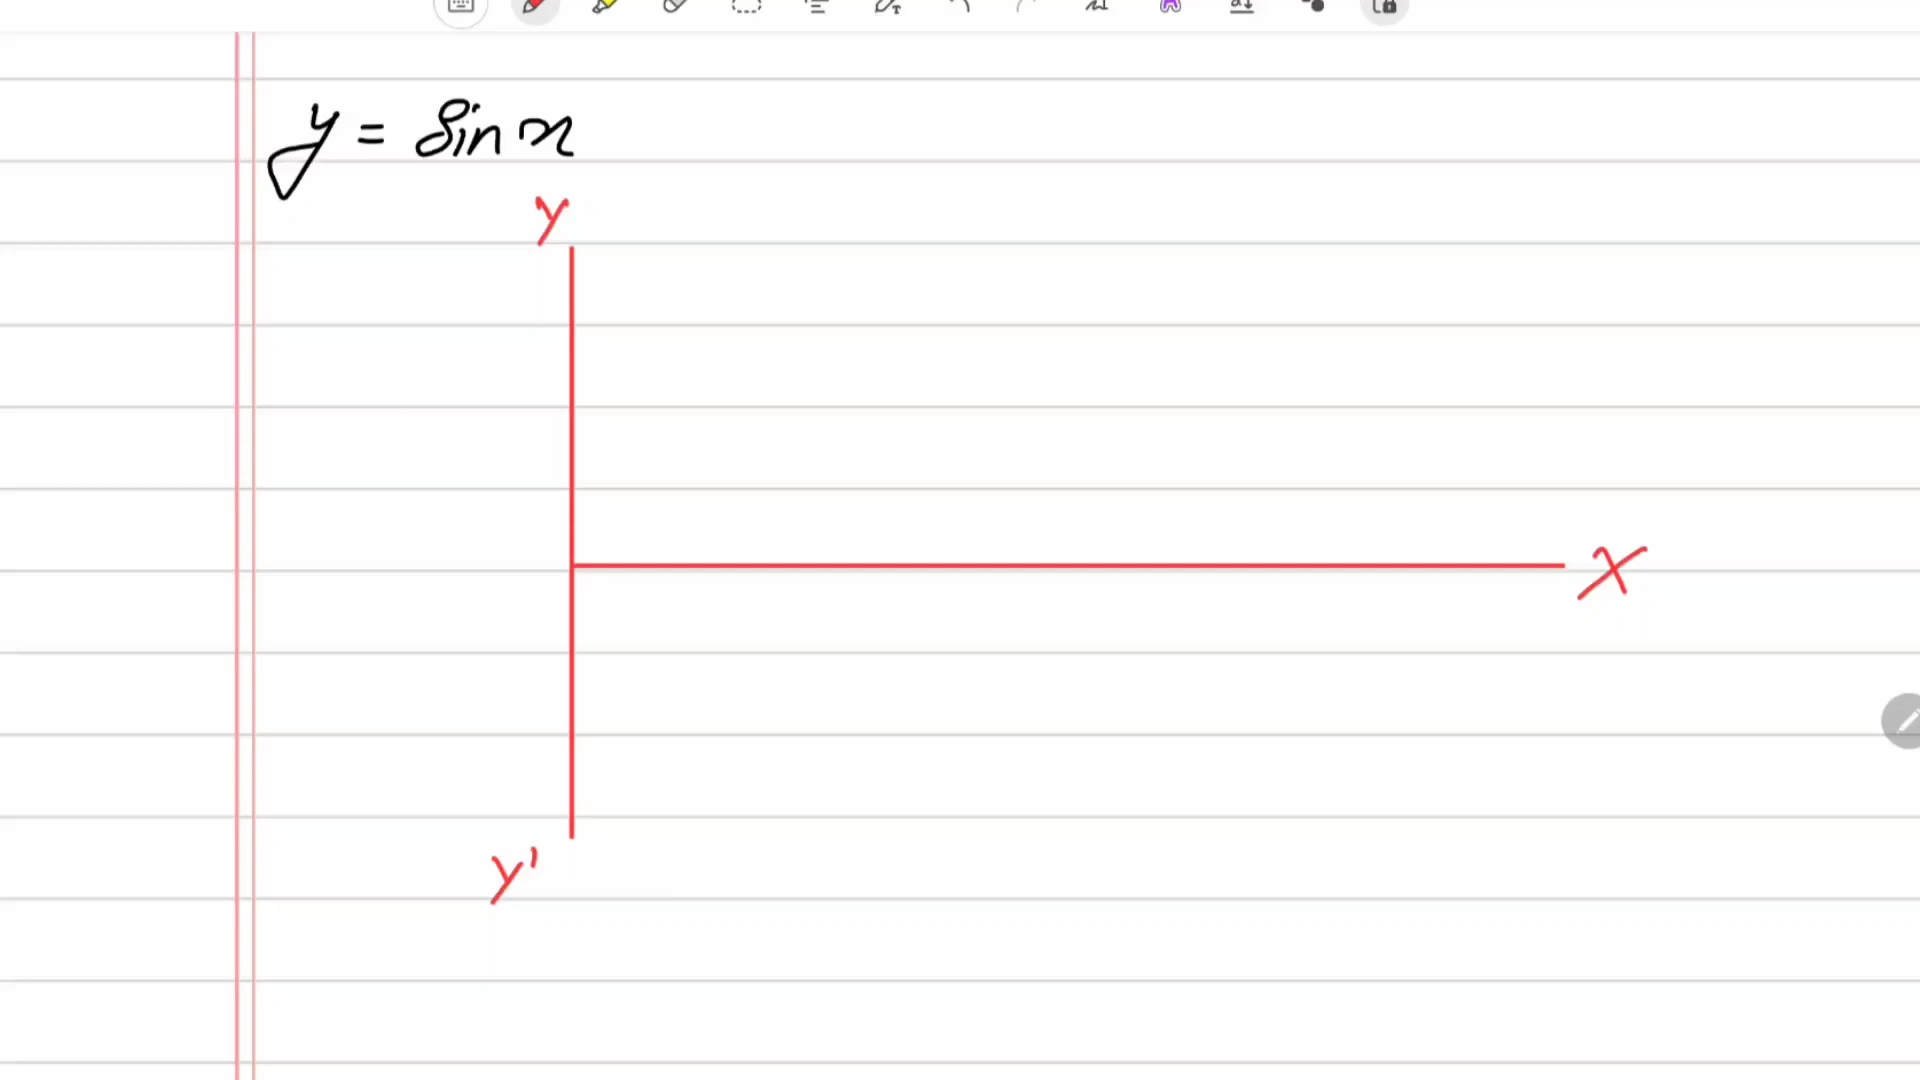 y = sin x
y
X
y'